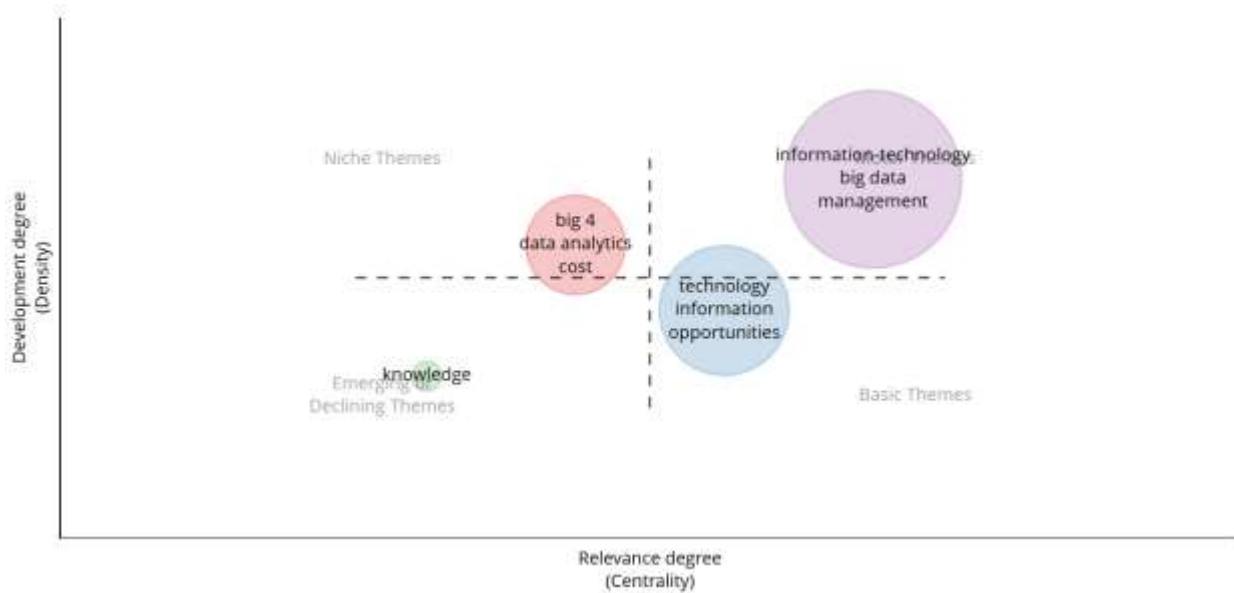 Niche Themes
information-technology
big data
management
big 4
data analytics
cost
technology
information
opportunities
knowledge
Emerging
Declining Themes
Basic Themes
Development degree
(Density)
Relevance degree
(Centrality)